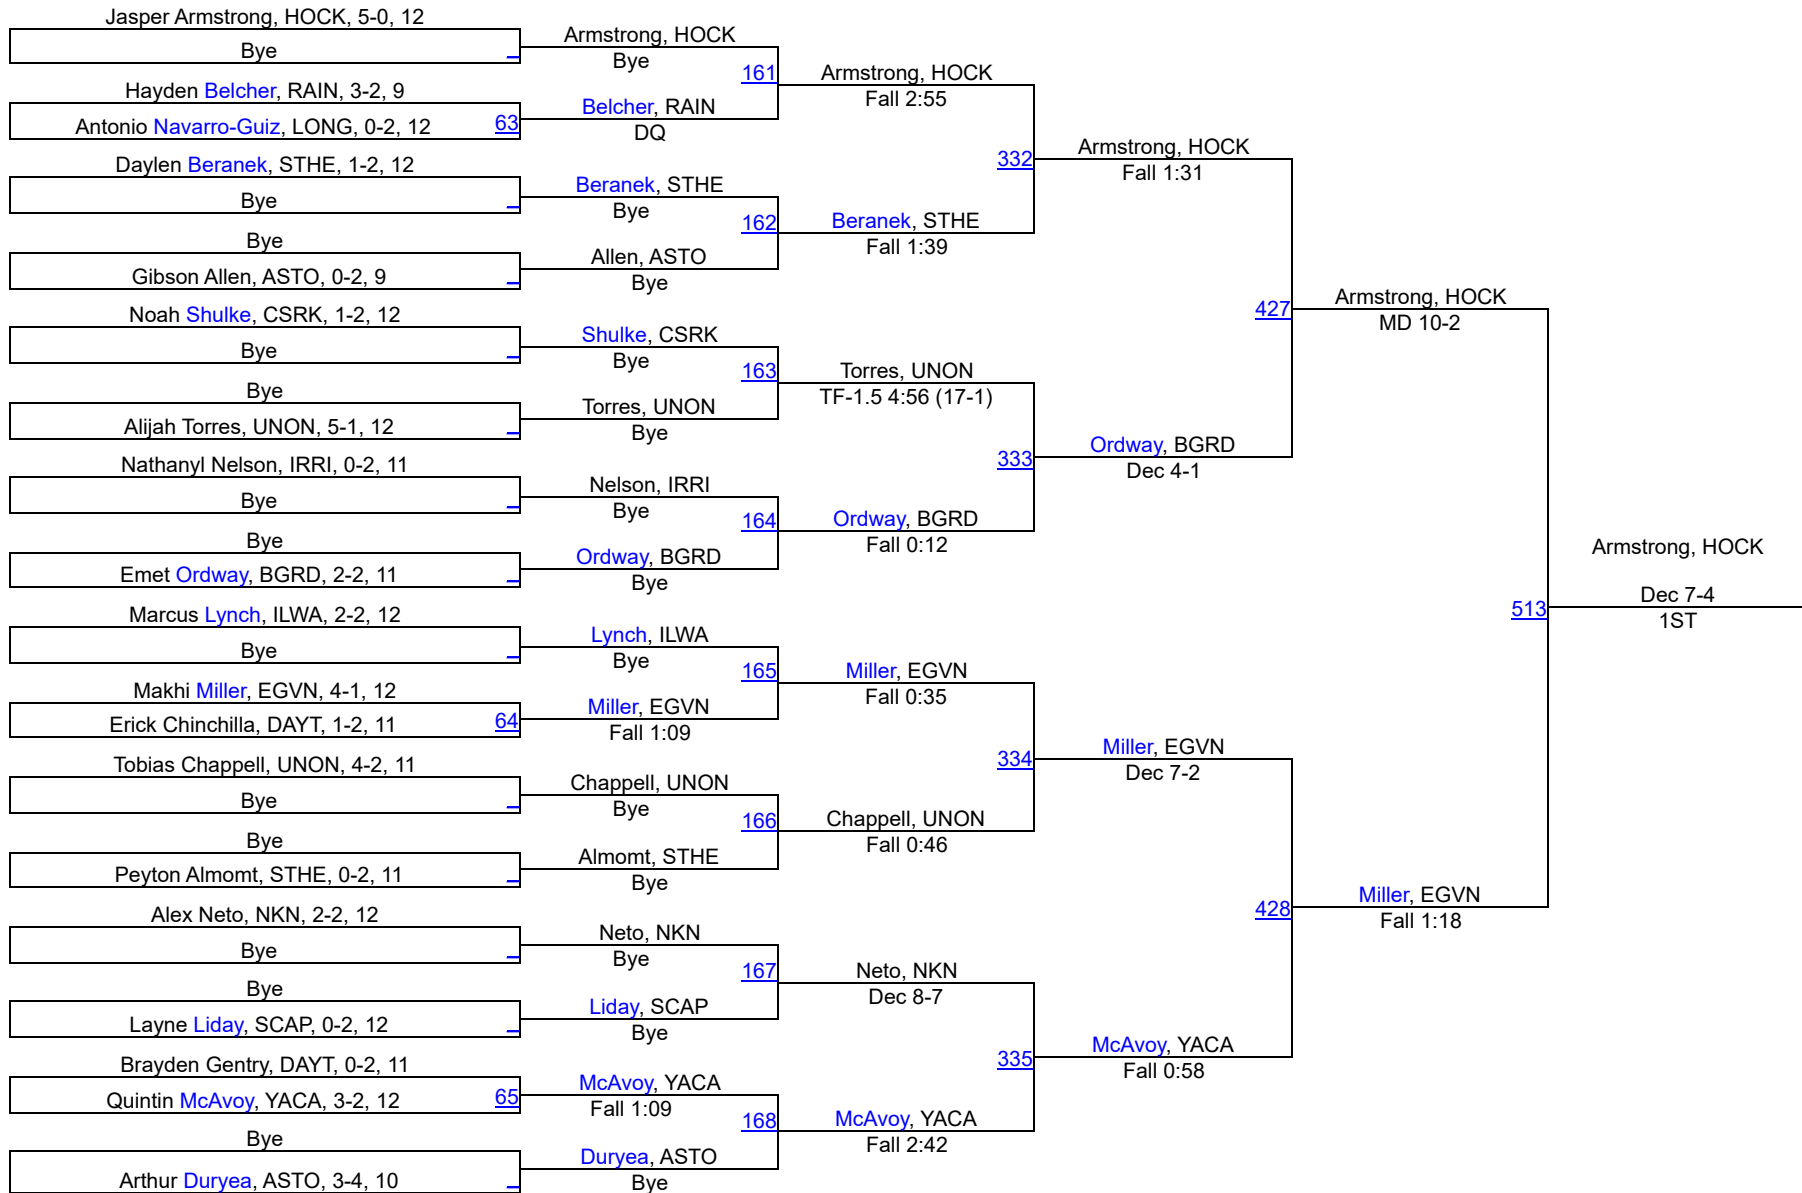 Jasper Armstrong, HOCK, 5-0, 12
Bye
Hayden Belcher, RAIN, 3-2, 9
Antonio Navarro-Guiz, LONG, 0-2, 12
63
Daylen Beranek, STHE, 1-2, 12
Bye
Bye
Gibson Allen, ASTO, 0-2, 9
Noah Shulke, CSRK, 1-2, 12
Bye
Bye
Alijah Torres, UNON, 5-1, 12
Nathanyl Nelson, IRRI, 0-2, 11
Bye
Bye
Emet Ordway, BGRD, 2-2, 11
Marcus Lynch, ILWA, 2-2, 12
Bye
Makhi Miller, EGVN, 4-1, 12
Erick Chinchilla, DAYT, 1-2, 11
64
Tobias Chappell, UNON, 4-2, 11
Bye
Bye
Peyton Almomt, STHE, 0-2, 11
Alex Neto, NKN, 2-2, 12
Bye
Bye
Layne Liday, SCAP, 0-2, 12
Brayden Gentry, DAYT, 0-2, 11
Quintin McAvoy, YACA, 3-2, 12
65
Bye
Arthur Duryea, ASTO, 3-4, 10
Armstrong, HOCK
Bye
161
Belcher, RAIN
DQ
Beranek, STHE
Bye
162
Allen, ASTO
Bye
Shulke, CSRK
Bye
163
Torres, UNON
Bye
Nelson, IRRI
Bye
164
Ordway, BGRD
Bye
Lynch, ILWA
Bye
165
Miller, EGVN
Fall 1:09
Chappell, UNON
Bye
166
Almomt, STHE
Bye
Neto, NKN
Bye
167
Liday, SCAP
Bye
McAvoy, YACA
Fall 1:09
168
Duryea, ASTO
Bye
Armstrong, HOCK
Fall 2:55
332
Beranek, STHE
Fall 1:39
Torres, UNON
TF-1.5 4:56 (17-1)
333
Ordway, BGRD
Fall 0:12
Miller, EGVN
Fall 0:35
334
Chappell, UNON
Fall 0:46
Neto, NKN
Dec 8-7
335
McAvoy, YACA
Fall 2:42
Armstrong, HOCK
Fall 1:31
427
Ordway, BGRD
Dec 4-1
Miller, EGVN
Dec 7-2
428
McAvoy, YACA
Fall 0:58
Armstrong, HOCK
MD 10-2
513
Miller, EGVN
Fall 1:18
Armstrong, HOCK
Dec 7-4
1ST